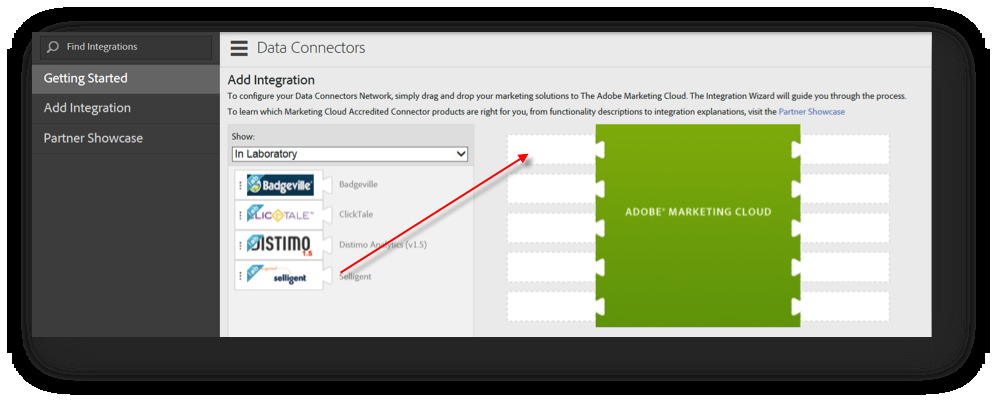 Find Integrations
Getting Started
Add Integration
Partner Showcase
Data Connectors
Add Integration
To configure your Data Connectors Network, simply drag and drop your marketing solutions to The Adobe Marketing Cloud. The Integration Wizard will guide you through the process.
To learn which Marketing Cloud Accredited Connector products are right for you, from functionality descriptions to integration explanations, visit the Partner Showcase
Show:
In Laboratory
Badgeville Badgeville
ClickTale
DISTIMO 1.5 Distimo Analytics (v1.5)
selligent Selligent
ADOBE® MARKETING CLOUD